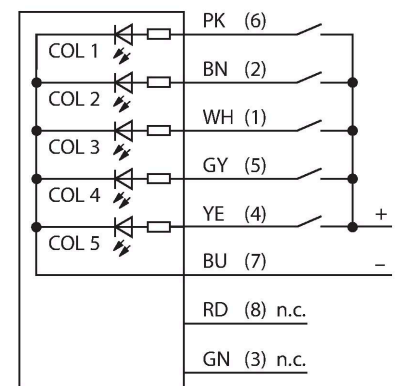 PK (6)
COL 1
BN (2)
COL 2
WH (1)
COL 3
GY (5)
COL 4
YE (4)
+
COL 5
BU (7)
–
RD (8) n.c.
GN (3) n.c.